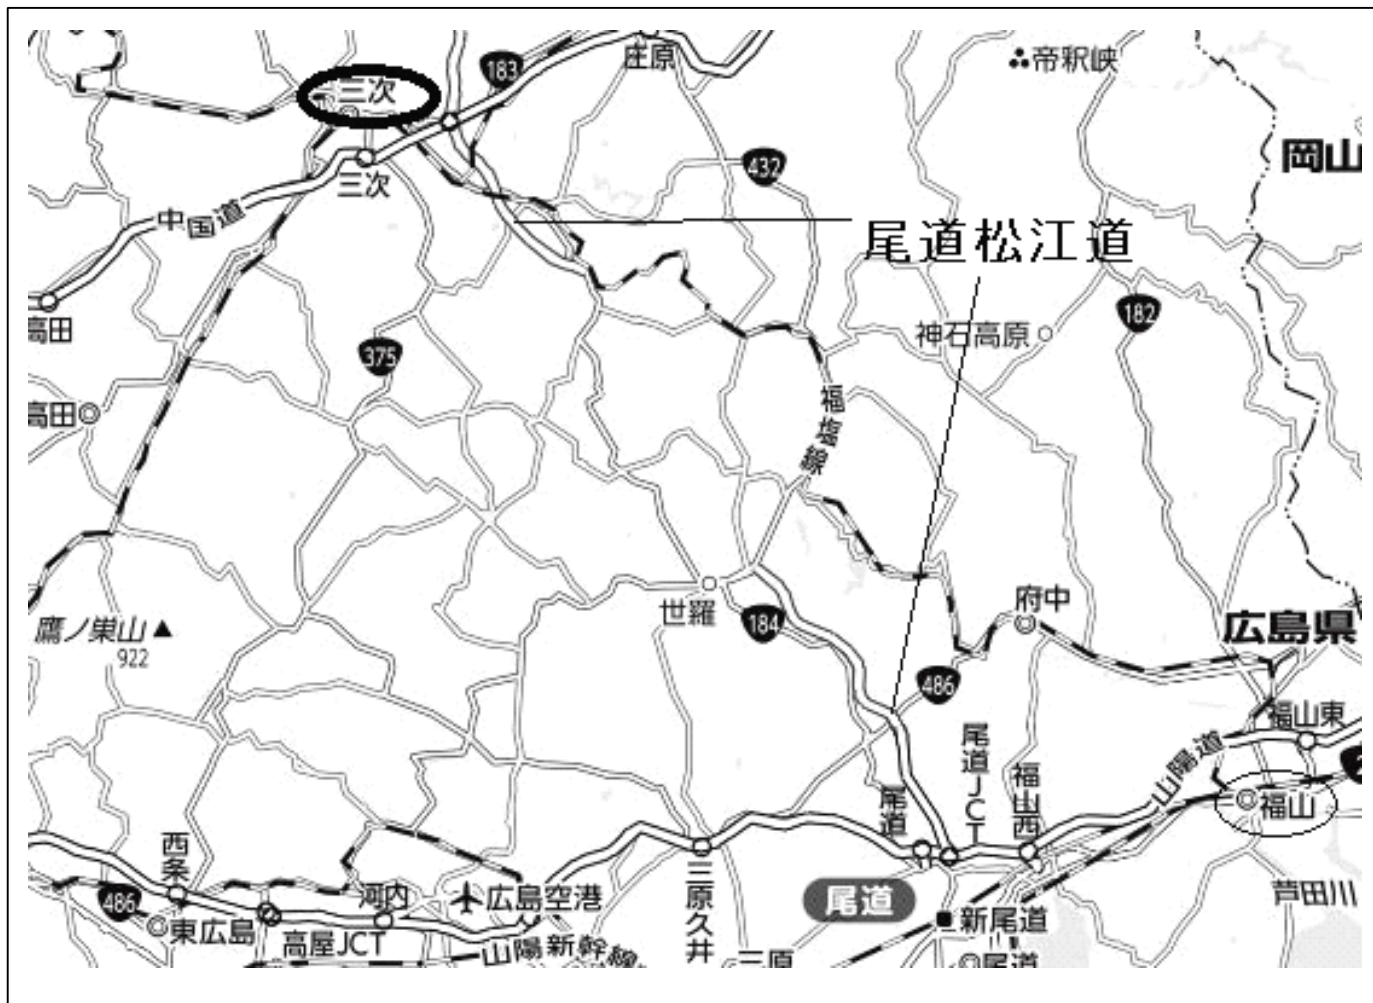 庄原
帝釈峡
183
三次
岡山
432
三次
中国道
尾道松江道
182
高田
神石高原
375
高田
福塩線
世羅
184
府中
鷹ノ巣山
922
広島県
486
福山東
山陽道
尾道JCT
福山西
尾道
福山
西条
三原久井
486
河内
広島空港
尾道
芦田川
東広島
高屋JCT
新尾道
山陽新幹線
三原
尾道